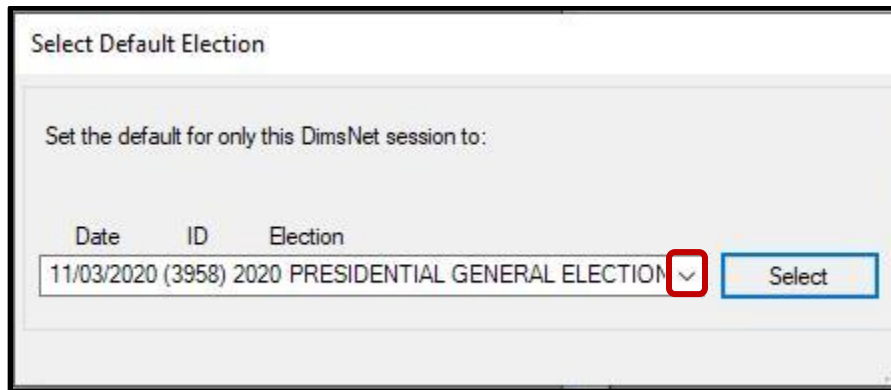 Select Default Election
Set the default for only this DimsNet session to:
Date ID Election
11/03/2020 (3958) 2020 PRESIDENTIAL GENERAL ELECTION
Select